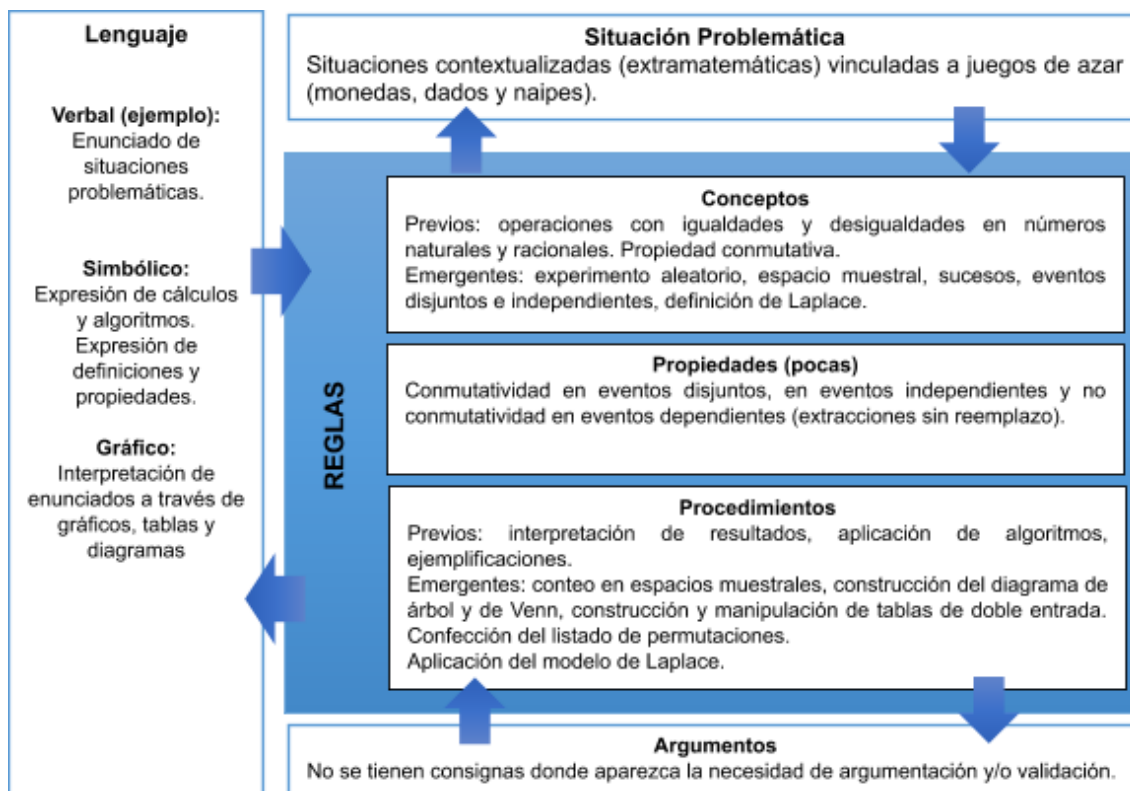 Lenguaje
Verbal (ejemplo):
Enunciado de
situaciones
problemáticas.
Simbólico:
Expresión de cálculos
y algoritmos.
Expresión de
definiciones y
propiedades.
Gráfico:
Interpretación de
enunciados a través de
gráficos, tablas y
diagramas
Situación Problemática
Situaciones contextualizadas (extramatemáticas) vinculadas a juegos de azar
(monedas, dados y naipes).
REGLAS
Conceptos
Previos: operaciones con igualdades y desigualdades en números
naturales y racionales. Propiedad conmutativa.
Emergentes: experimento aleatorio, espacio muestral, sucesos, eventos
disjuntos e independientes, definición de Laplace.
Propiedades (pocas)
Conmutatividad en eventos disjuntos, en eventos independientes y no
conmutatividad en eventos dependientes (extracciones sin reemplazo).
Procedimientos
Previos: interpretación de resultados, aplicación de algoritmos,
ejemplificaciones.
Emergentes: conteo en espacios muestrales, construcción del diagrama de
árbol y de Venn, construcción y manipulación de tablas de doble entrada.
Confección del listado de permutaciones.
Aplicación del modelo de Laplace.
Argumentos
No se tienen consignas donde aparezca la necesidad de argumentación y/o validación.